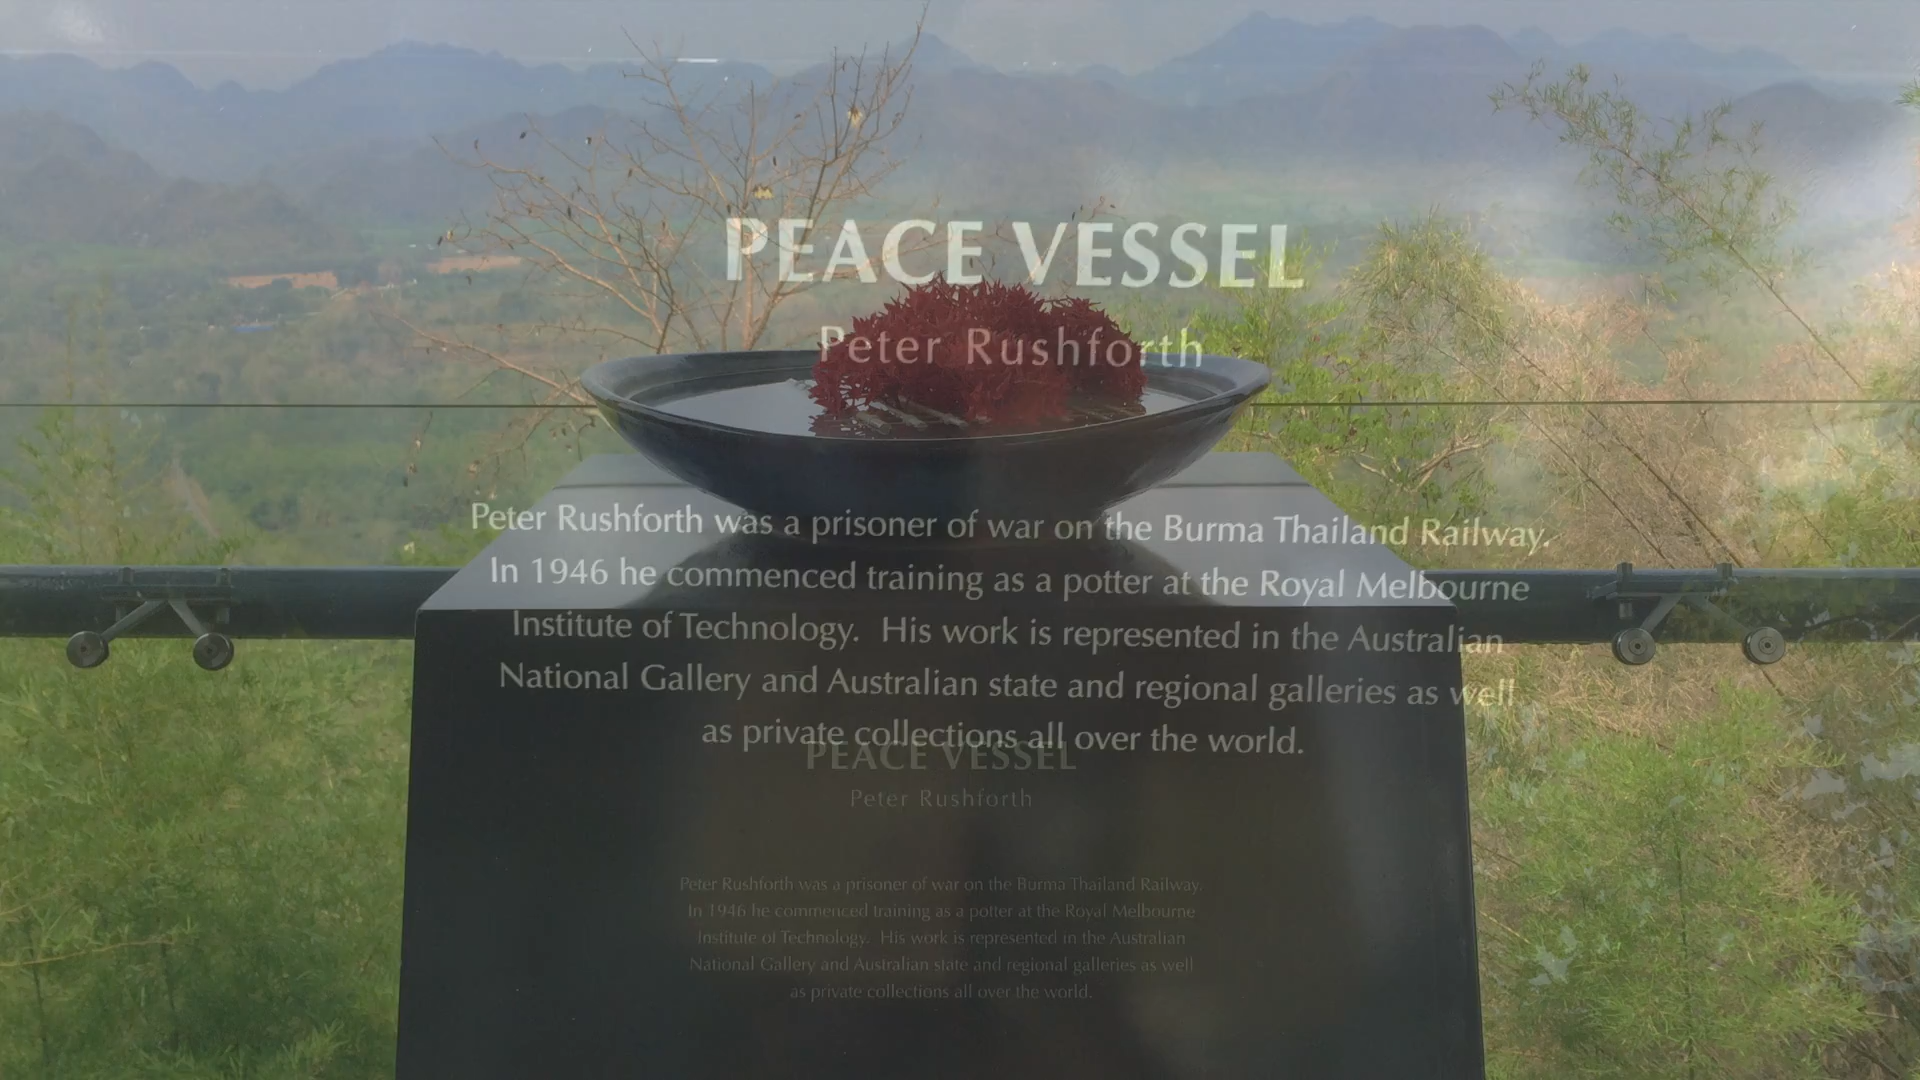 PEACE VESSEL
Peter Rushforth
Peter Rushforth was a prisoner of war on the Burma Thailand Railway.
In 1946 he commenced training as a potter at the Royal Melbourne
Institute of Technology. His work is represented in the Australian
National Gallery and Australian state and regional galleries as well
as private collections all over the world.
PEACE VESSEL
Peter Rushforth
Peter Rushforth was a prisoner of war on the Burma Thailand Railway.
In 1946 he commenced training as a potter at the Royal Melbourne
Institute of Technology. His work is represented in the Australian
National Gallery and Australian state and regional galleries as well
as private collections all over the world.